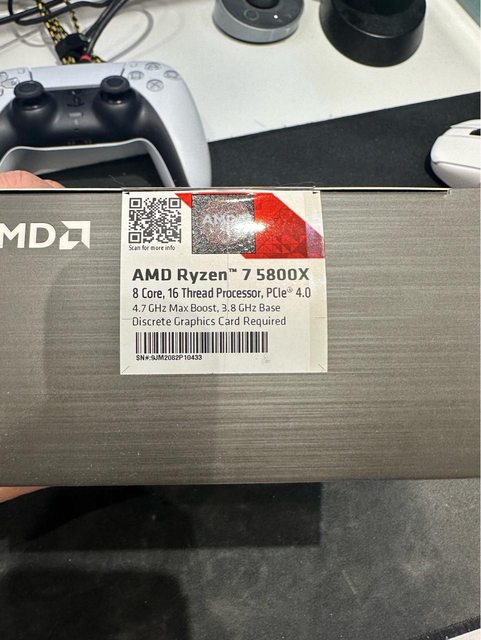 AMD
AMD
Scan for more info
AMD Ryzen™ 7 5800X
8 Core, 16 Thread Processor, PCIe® 4.0
4.7 GHz Max Boost, 3.8 GHz Base
Discrete Graphics Card Required
SN#:9JM2082P10433